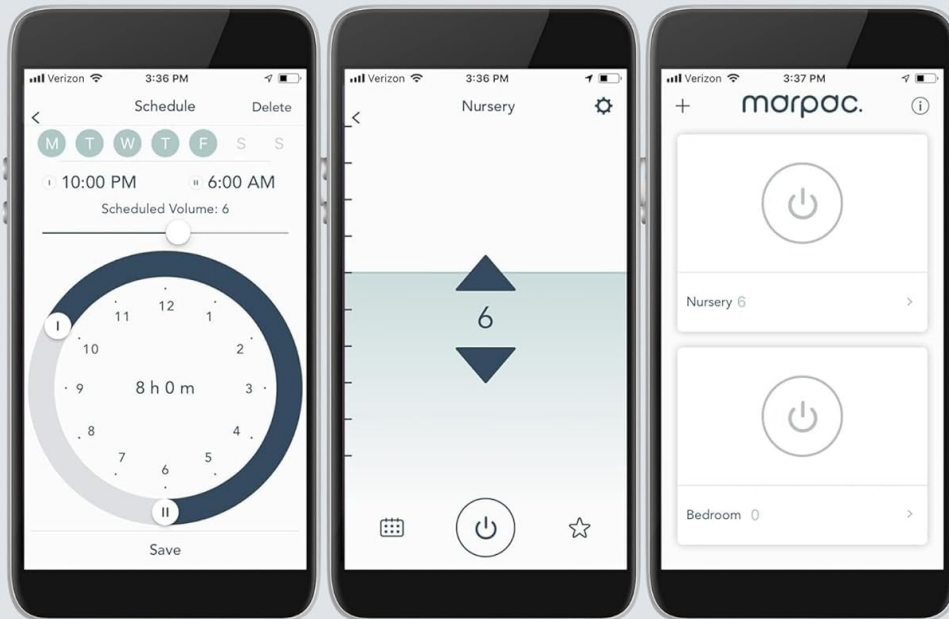 Verizon 3:36 PM
Schedule Delete
M T W T F S S
I 10:00 PM II 6:00 AM
Scheduled Volume: 6
12
11 1
I
10 2
9 8 h 0 m 3
8 4
7 5
6
II
Save
Verizon 3:36 PM
Nursery
6
Verizon 3:37 PM
+ marpac. i
Nursery 6 >
Bedroom 0 >